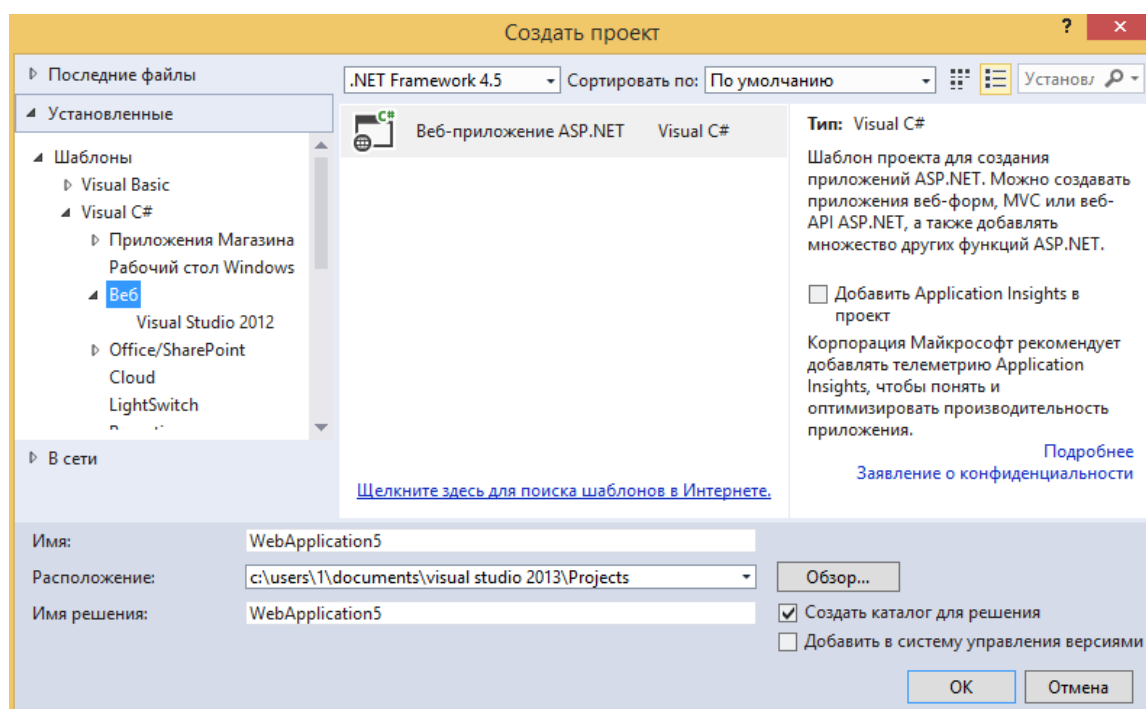 Создать проект
?
Последние файлы
.NET Framework 4.5
Сортировать по:
По умолчанию
Установленные
Шаблоны
Visual Basic
Visual C#
Приложения Магазина
Рабочий стол Windows
Веб
Visual Studio 2012
Office/SharePoint
Cloud
LightSwitch
В сети
C#
Веб-приложение ASP.NET Visual C#
Щелкните здесь для поиска шаблонов в Интернете.
Тип: Visual C#
Шаблон проекта для создания
приложений ASP.NET. Можно создавать
приложения веб-форм, MVC или веб-
API ASP.NET, а также добавлять
множество других функций ASP.NET.
Добавить Application Insights в
проект
Корпорация Майкрософт рекомендует
добавлять телеметрию Application
Insights, чтобы понять и
оптимизировать производительность
приложения.
Подробнее
Заявление о конфиденциальности
Имя: WebApplication5
Расположение: c:\users\1\documents\visual studio 2013\Projects
Обзор...
Имя решения: WebApplication5
Создать каталог для решения
Добавить в систему управления версиями
OK
Отмена